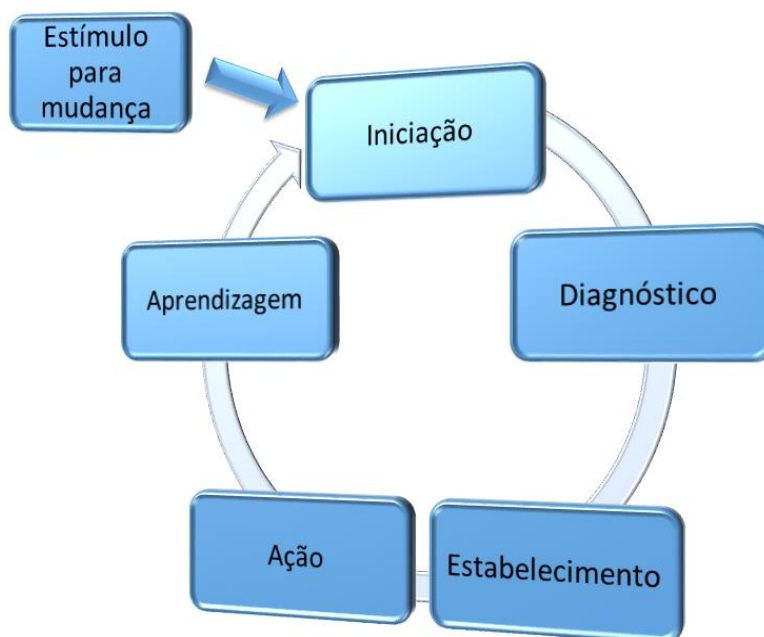 Estímulo
para
mudança
Iniciação
Diagnóstico
Estabelecimento
Ação
Aprendizagem